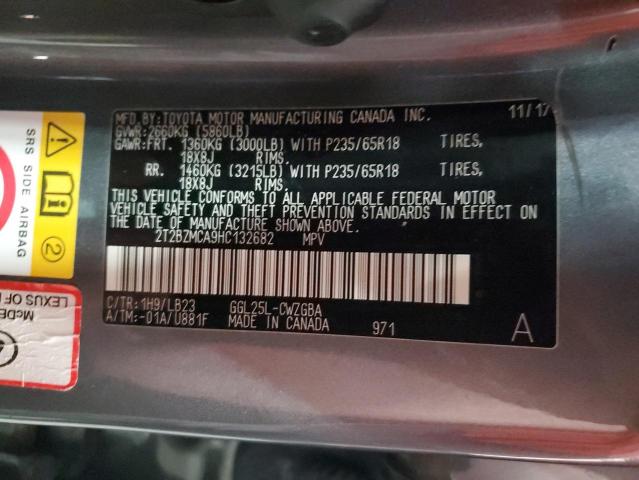 MFD.BY:TOYOTA MOTOR MANUFACTURING CANADA INC. 11/17
GVWR:2660KG (5860LB)
GAWR:FRT. 1360KG (3000LB) WITH P235/65R18 TIRES,
18X8J RIMS.
RR. 1460KG (3215LB) WITH P235/65R18 TIRES,
18X8J RIMS.
THIS VEHICLE CONFORMS TO ALL APPLICABLE FEDERAL MOTOR
VEHICLE SAFETY AND THEFT PREVENTION STANDARDS IN EFFECT ON
THE DATE OF MANUFACTURE SHOWN ABOVE.
2T2BZMCA9HC132682 MPV
C/TR:1H9/LB23 GGL25L-CWZGBA
A/TM:-01A/U881F MADE IN CANADA 971 A
SRS SIDE AIRBAG
2
LEXUS OF